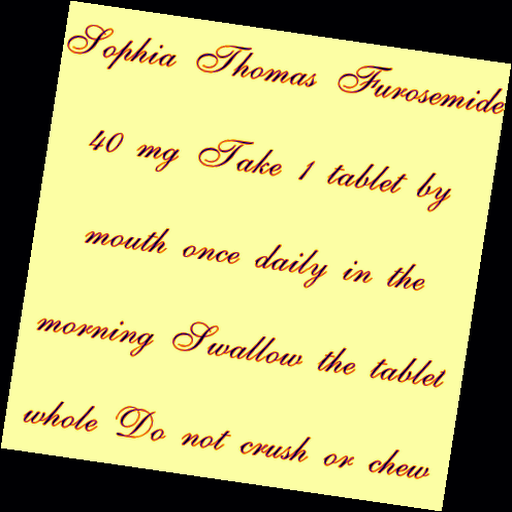 Sophia Thomas Furosemide
40 mg Take 1 tablet by
mouth once daily in the
morning Swallow the tablet
whole Do not crush or chew